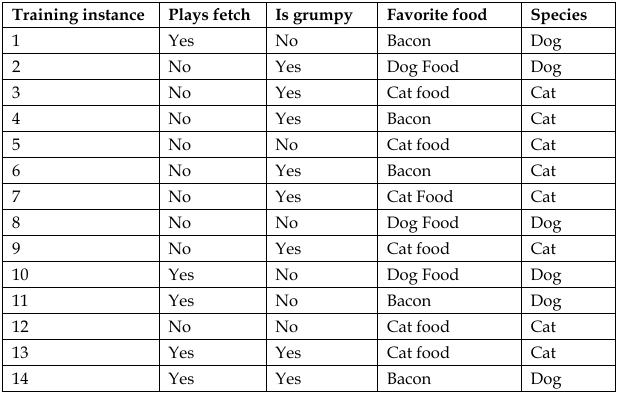 Training instance Plays fetch Is grumpy Favorite food Species
1 Yes No Bacon Dog
2 No Yes Dog Food Dog
3 No Yes Cat food Cat
4 No Yes Bacon Cat
5 No No Cat food Cat
6 No Yes Bacon Cat
7 No Yes Cat Food Cat
8 No No Dog Food Dog
9 No Yes Cat food Cat
10 Yes No Dog Food Dog
11 Yes No Bacon Dog
12 No No Cat food Cat
13 Yes Yes Cat food Cat
14 Yes Yes Bacon Dog